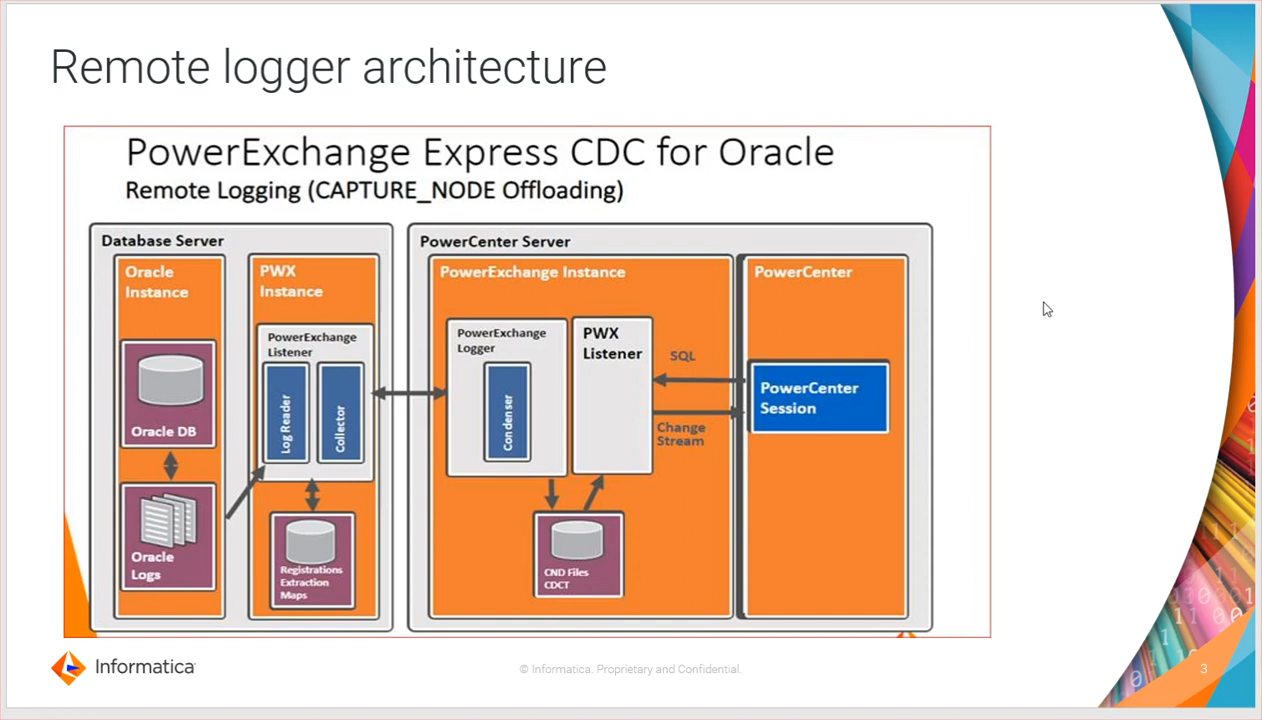 Remote logger architecture
PowerExchange Express CDC for Oracle
Remote Logging (CAPTURE_NODE Offloading)
Database Server
Oracle
Instance
Oracle DB
Oracle
Logs
PWX
Instance
PowerExchange
Listener
Log Reader
Collector
Registrations
Extraction
Maps
PowerCenter Server
PowerExchange Instance
PowerExchange
Logger
Condenser
PWX
Listener
CND Files
CDCT
SQL
Change
Stream
PowerCenter
PowerCenter
Session
Informatica
© Informatica. Proprietary and Confidential.
3